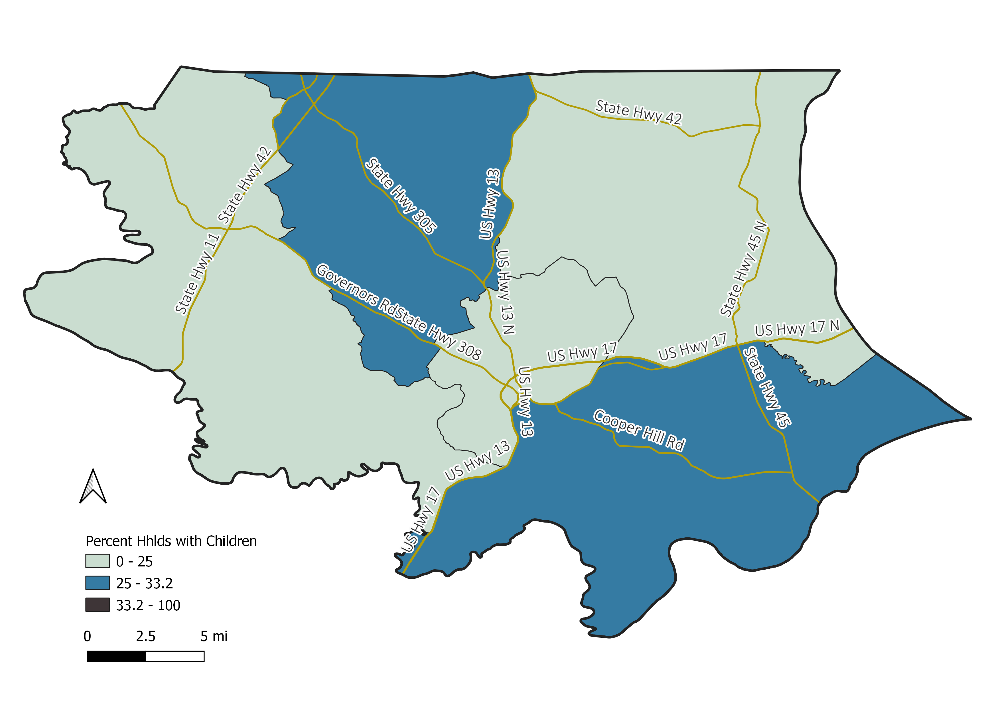 State Hwy 42
State Hwy 42
State Hwy 305
US Hwy 13
State Hwy 45 N
State Hwy 11
US Hwy 13 N
Governors Rd
State Hwy 308
US Hwy 17 N
US Hwy 17
US Hwy 17
State Hwy 45
US Hwy 13
Cooper Hill Rd
US Hwy 13
US Hwy 17
Percent Hhlds with Children
0 - 25
25 - 33.2
33.2 - 100
0 2.5 5 mi